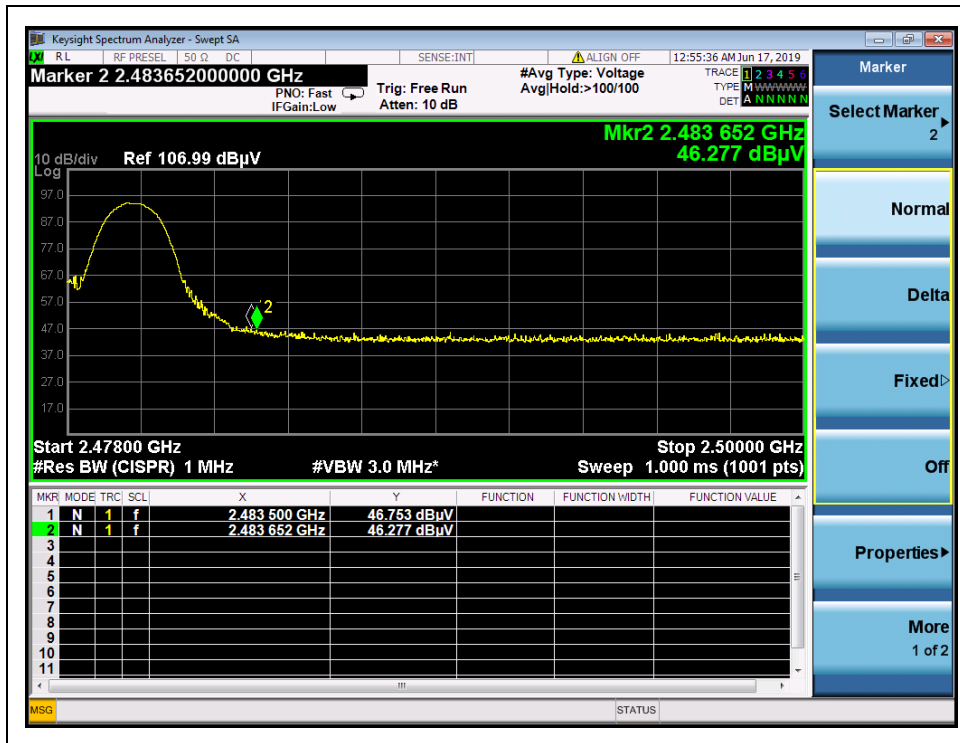 Keysight Spectrum Analyzer - Swept SA
LXI RL RF PRESEL 50 Ω DC SENSE:INT ALIGN OFF 12:55:36 AM Jun 17, 2019
Marker 2 2.483652000000 GHz
PNO: Fast
IFGain:Low
Trig: Free Run
Atten: 10 dB
#Avg Type: Voltage
Avg|Hold:>100/100
TRACE 1 2 3 4 5 6
TYPE M WWWWW
DET A N N N N N
Mkr2 2.483 652 GHz
46.277 dBµV
10 dB/div Ref 106.99 dBµV
Log
97.0
87.0
77.0
67.0
57.0
47.0
37.0
27.0
17.0
2
Start 2.47800 GHz Stop 2.50000 GHz
#Res BW (CISPR) 1 MHz #VBW 3.0 MHz* Sweep 1.000 ms (1001 pts)
MKR MODE TRC SCL X Y FUNCTION FUNCTION WIDTH FUNCTION VALUE
1 N 1 f 2.483 500 GHz 46.753 dBµV
2 N 1 f 2.483 652 GHz 46.277 dBµV
3
4
5
6
7
8
9
10
11
MSG STATUS
Marker
Select Marker
2
Normal
Delta
Fixed
Off
Properties
More
1 of 2